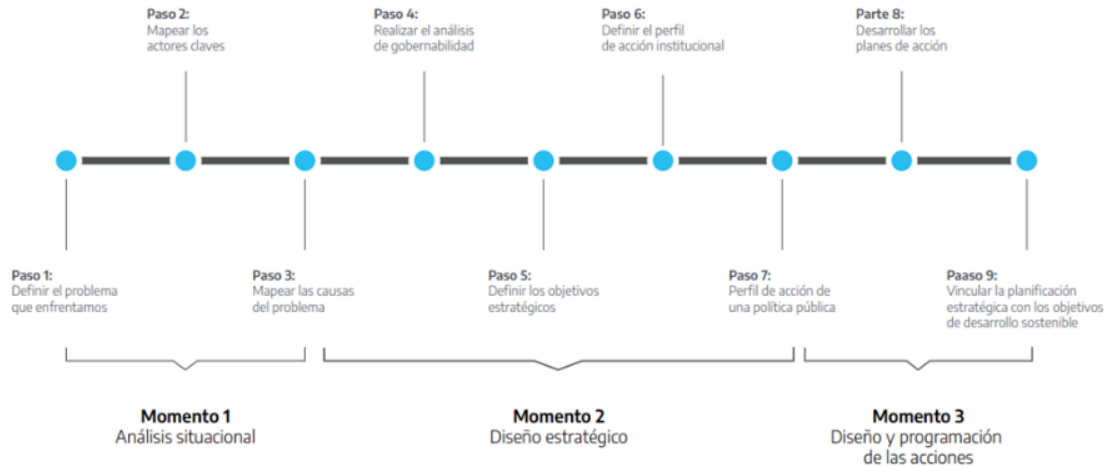 Paso 2:
Mapear los
actores claves
Paso 4:
Realizar el análisis
de gobernabilidad
Paso 6:
Definir el perfil
de acción institucional
Parte 8:
Desarrollar los
planes de acción
Paso 1:
Definir el problema
que enfrentamos
Paso 3:
Mapear las causas
del problema
Paso 5:
Definir los objetivos
estratégicos
Paso 7:
Perfil de acción de
una política pública
Paaso 9:
Vincular la planificación
estratégica con los objetivos
de desarrollo sostenible
Momento 1
Análisis situacional
Momento 2
Diseño estratégico
Momento 3
Diseño y programación
de las acciones